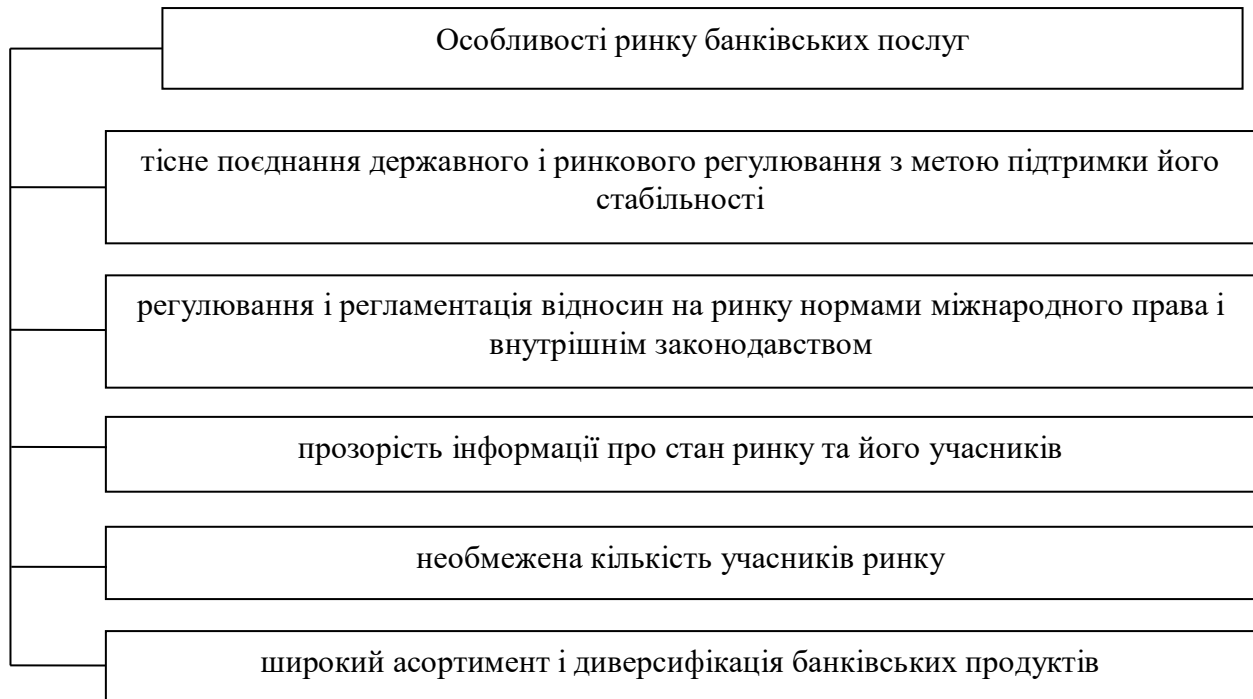 Особливості ринку банківських послуг
тісне поєднання державного і ринкового регулювання з метою підтримки його
стабільності
регулювання і регламентація відносин на ринку нормами міжнародного права і
внутрішнім законодавством
прозорість інформації про стан ринку та його учасників
необмежена кількість учасників ринку
широкий асортимент і диверсифікація банківських продуктів